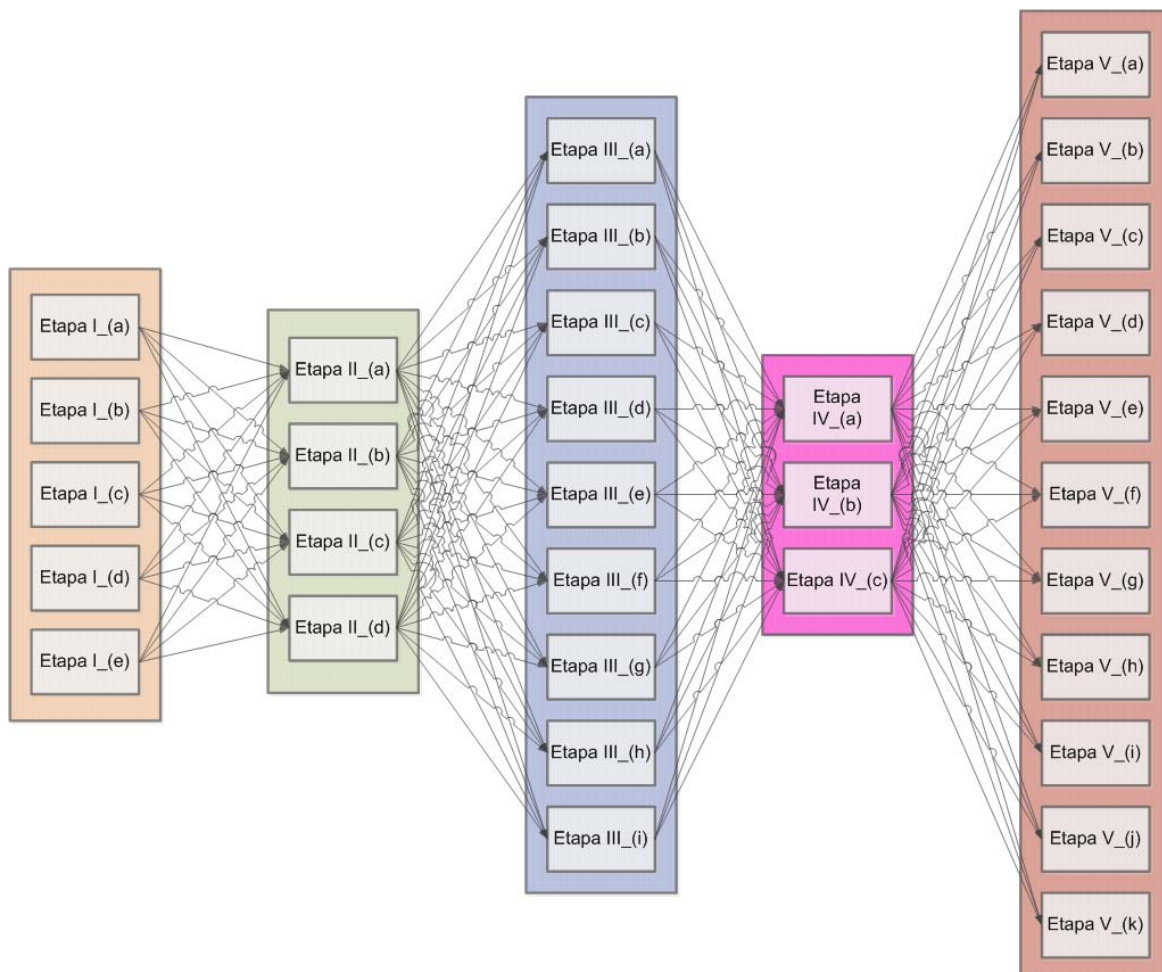 Etapa I_(a)
Etapa I_(b)
Etapa I_(c)
Etapa I_(d)
Etapa I_(e)
Etapa II_(a)
Etapa II_(b)
Etapa II_(c)
Etapa II_(d)
Etapa III_(a)
Etapa III_(b)
Etapa III_(c)
Etapa III_(d)
Etapa III_(e)
Etapa III_(f)
Etapa III_(g)
Etapa III_(h)
Etapa III_(i)
Etapa
IV_(a)
Etapa
IV_(b)
Etapa IV_(c)
Etapa V_(a)
Etapa V_(b)
Etapa V_(c)
Etapa V_(d)
Etapa V_(e)
Etapa V_(f)
Etapa V_(g)
Etapa V_(h)
Etapa V_(i)
Etapa V_(j)
Etapa V_(k)